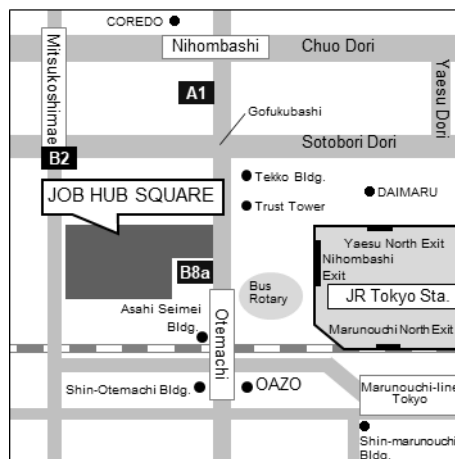 COREDO
Mitsukoshimae
Nihombashi
Chuo Dori
Yaesu Dori
A1
Gofukubashi
Sotobori Dori
B2
Tekko Bldg.
DAIMARU
JOB HUB SQUARE
Trust Tower
Yaesu North Exit
Nihombashi
Exit
B8a
Bus
Rotary
JR Tokyo Sta.
Asahi Seimei
Bldg.
Otemachi
Marunouchi North Exit
Shin-Otemachi Bldg.
OAZO
Marunouchi-line
Tokyo
Shin-marunouchi
Bldg.